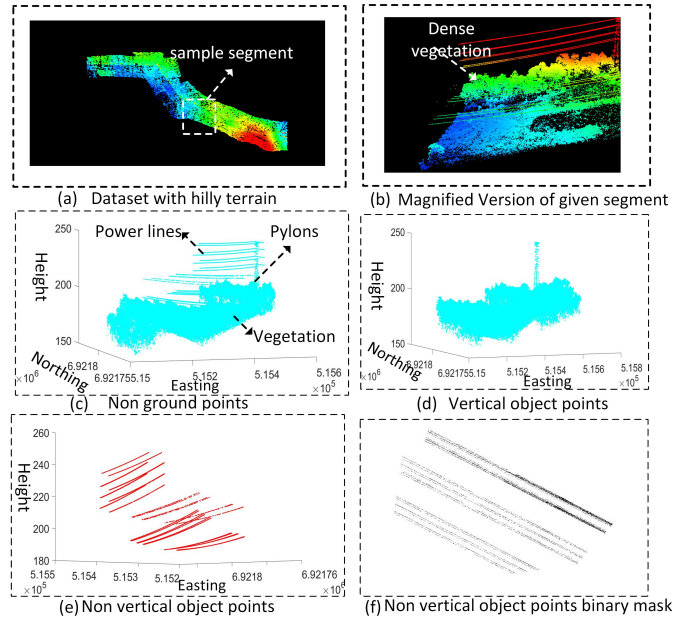 sample segment
(a) Dataset with hilly terrain
Dense
vegetation
(b) Magnified Version of given segment
250
200
150
Height
Power lines
Pylons
Vegetation
6.9218
6.921755.15
×10⁶
Northing
5.152
5.154
5.156
×10⁵
Easting
(c) Non ground points
250
200
150
Height
6.9218
6.921755.15
×10⁶
Northing
5.152
5.154
5.156
5.158
×10⁵
Easting
(d) Vertical object points
260
240
220
200
180
Height
5.155
5.154
5.153
5.152
6.9218
6.92176
×10⁵
Easting
×10⁶
(e) Non vertical object points
(f) Non vertical object points binary mask